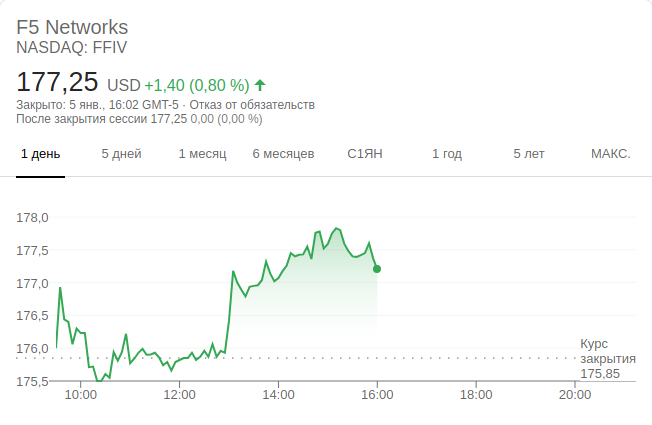 F5 Networks
NASDAQ: FFIV
177,25 USD +1,40 (0,80 %)
Закрыто: 5 янв., 16:02 GMT-5 · Отказ от обязательств
После закрытия сессии 177,25 0,00 (0,00 %)
1 день 5 дней 1 месяц 6 месяцев С1ЯН 1 год 5 лет МАКС.
178,0
177,5
177,0
176,5
176,0
175,5
Курс
закрытия
175,85
10:00 12:00 14:00 16:00 18:00 20:00